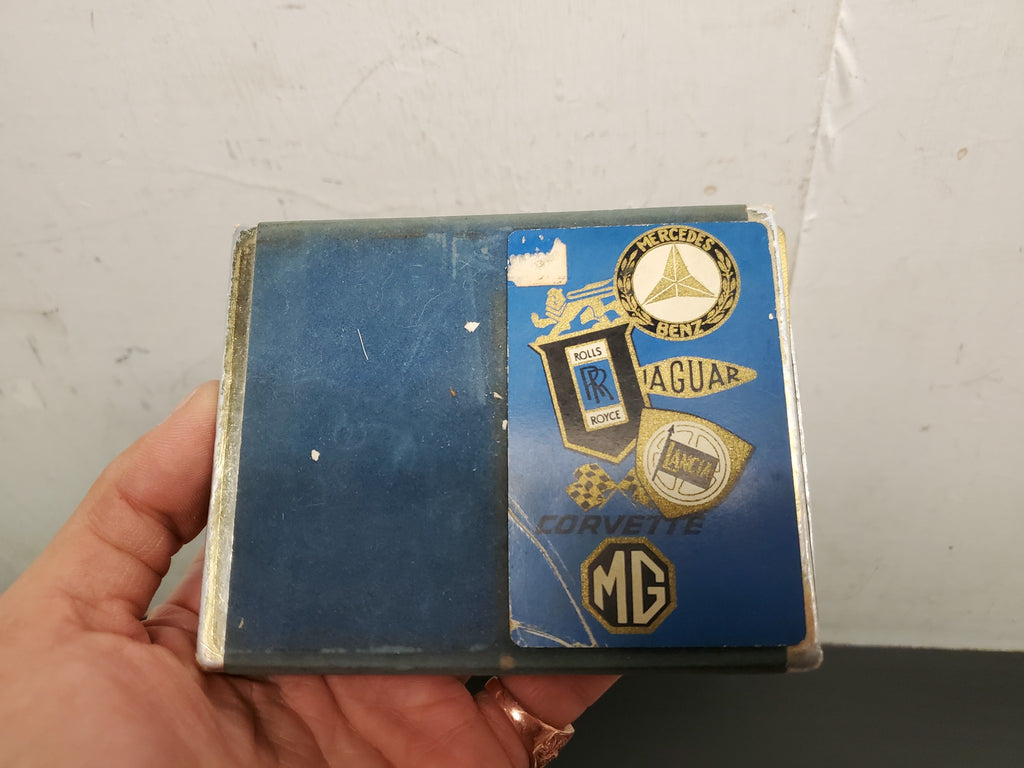 MERCEDES
BENZ
ROLLS
RR
ROYCE
JAGUAR
LANCIA
CORVETTE
MG